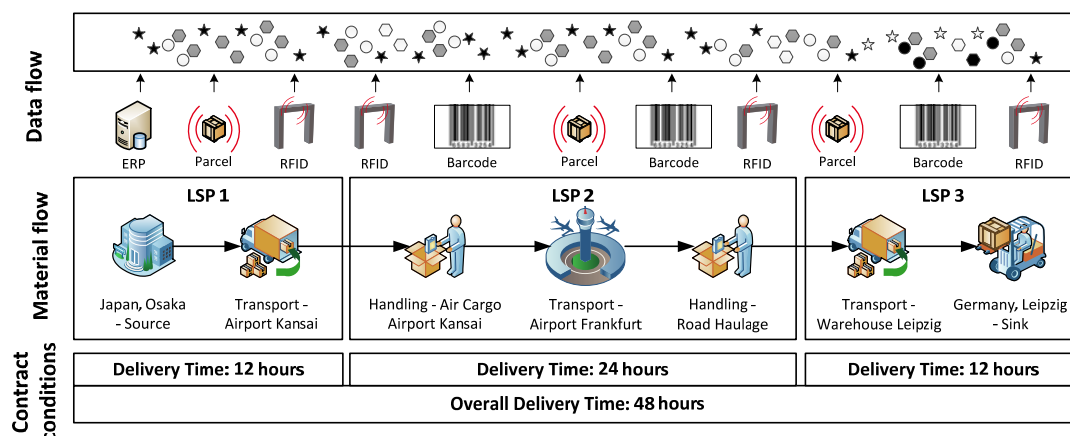 Data flow
ERP
Parcel
RFID
RFID
Barcode
Parcel
Barcode
RFID
Parcel
Barcode
RFID
Material flow
LSP 1
LSP 2
LSP 3
Japan, Osaka
- Source
Transport -
Airport Kansai
Handling - Air Cargo
Airport Kansai
Transport -
Airport Frankfurt
Handling -
Road Haulage
Transport -
Warehouse Leipzig
Germany, Leipzig
- Sink
Contract
conditions
Delivery Time: 12 hours
Delivery Time: 24 hours
Delivery Time: 12 hours
Overall Delivery Time: 48 hours